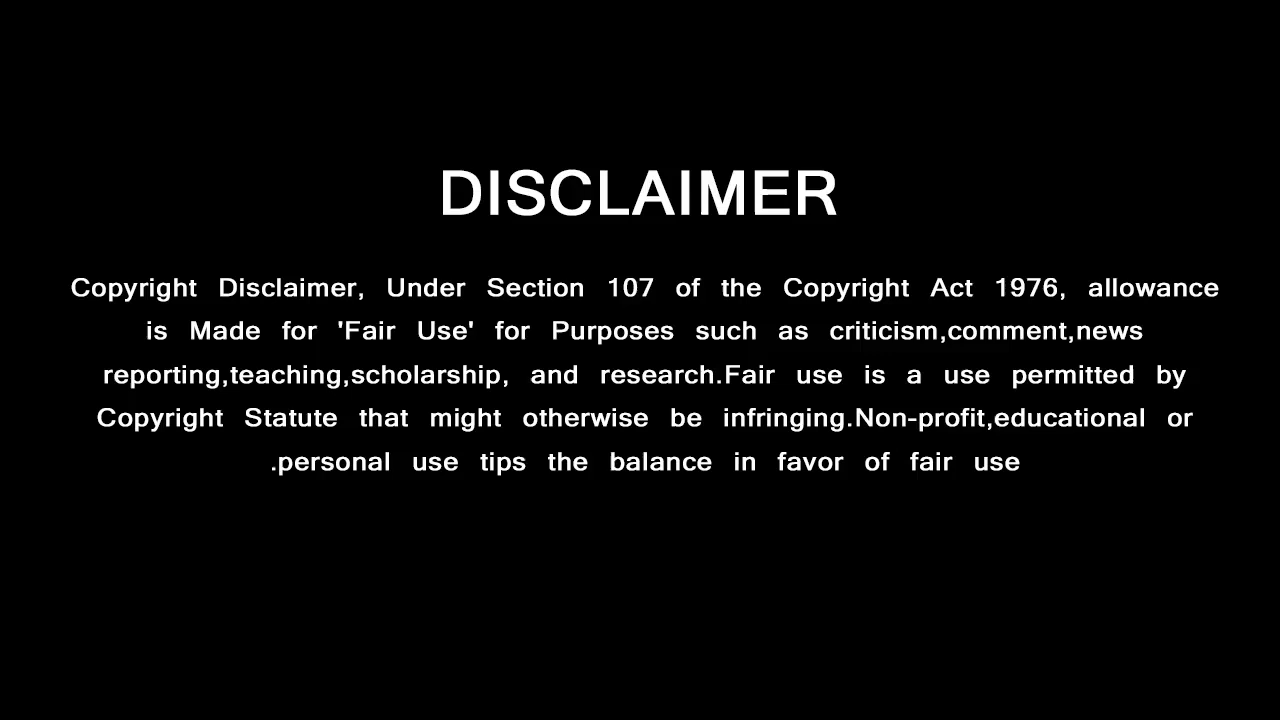 DISCLAIMER
Copyright Disclaimer, Under Section 107 of the Copyright Act 1976, allowance
is Made for 'Fair Use' for Purposes such as criticism,comment,news
reporting,teaching,scholarship, and research.Fair use is a use permitted by
Copyright Statute that might otherwise be infringing.Non-profit,educational or
.personal use tips the balance in favor of fair use